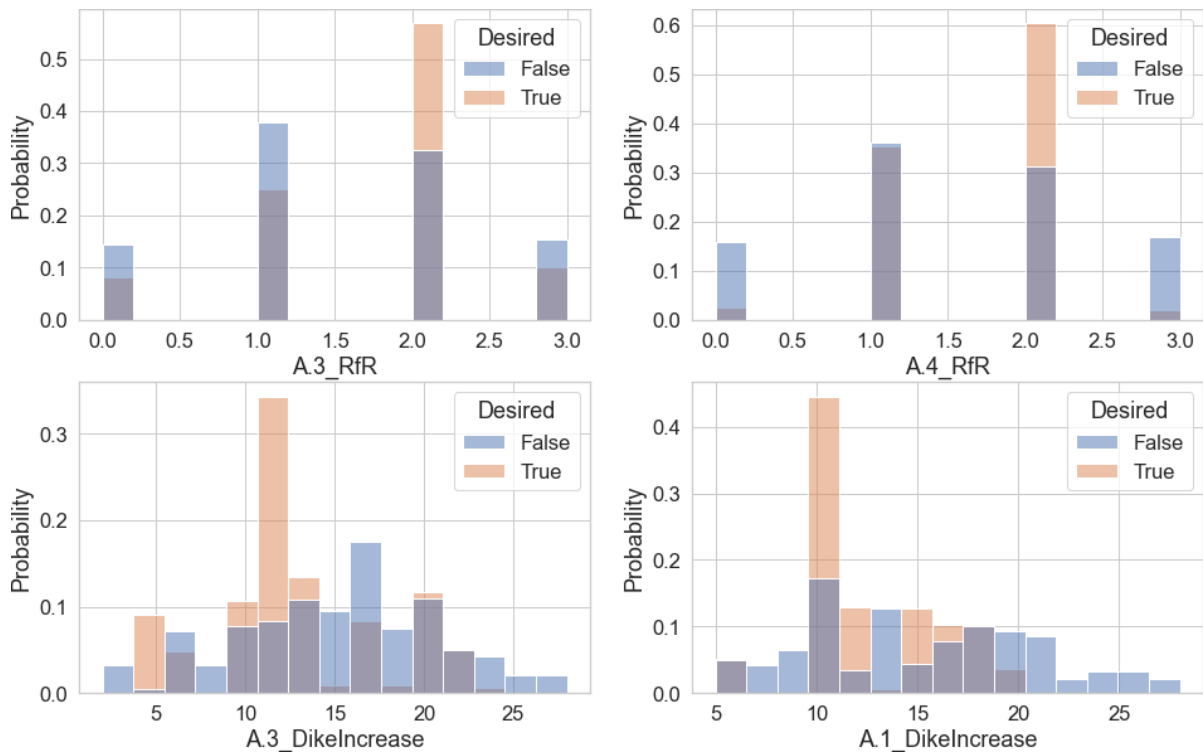 Probability
0.5
0.4
0.3
0.2
0.1
0.0
Desired
False
True
0.0 0.5 1.0 1.5 2.0 2.5 3.0
A.3_RfR
Probability
0.6
0.5
0.4
0.3
0.2
0.1
0.0
Desired
False
True
0.0 0.5 1.0 1.5 2.0 2.5 3.0
A.4_RfR
Probability
0.3
0.2
0.1
0.0
Desired
False
True
5 10 15 20 25
A.3_DikeIncrease
Probability
0.4
0.3
0.2
0.1
0.0
Desired
False
True
5 10 15 20 25
A.1_DikeIncrease